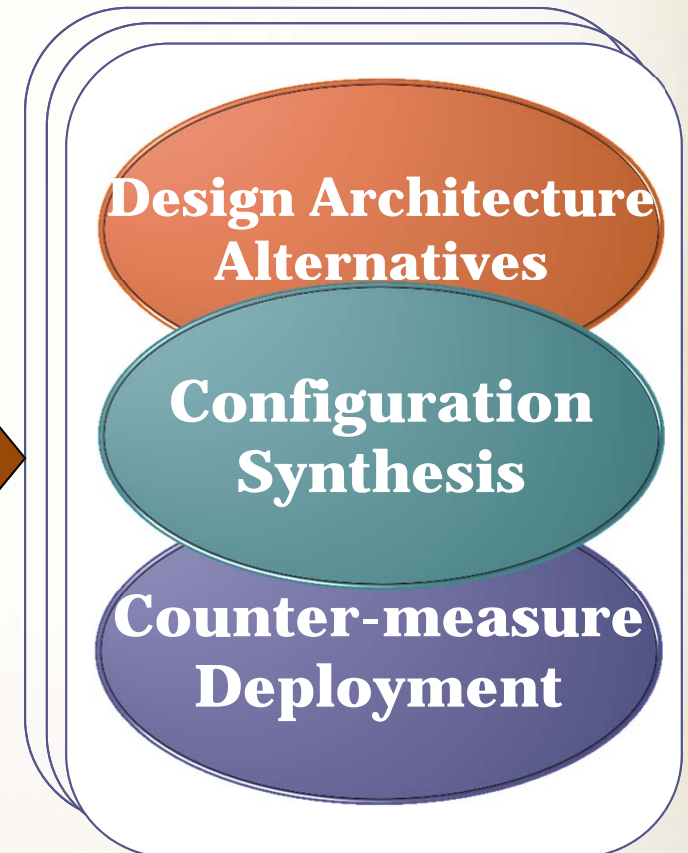 Design Architecture
Alternatives
Configuration
Synthesis
Counter-measure
Deployment